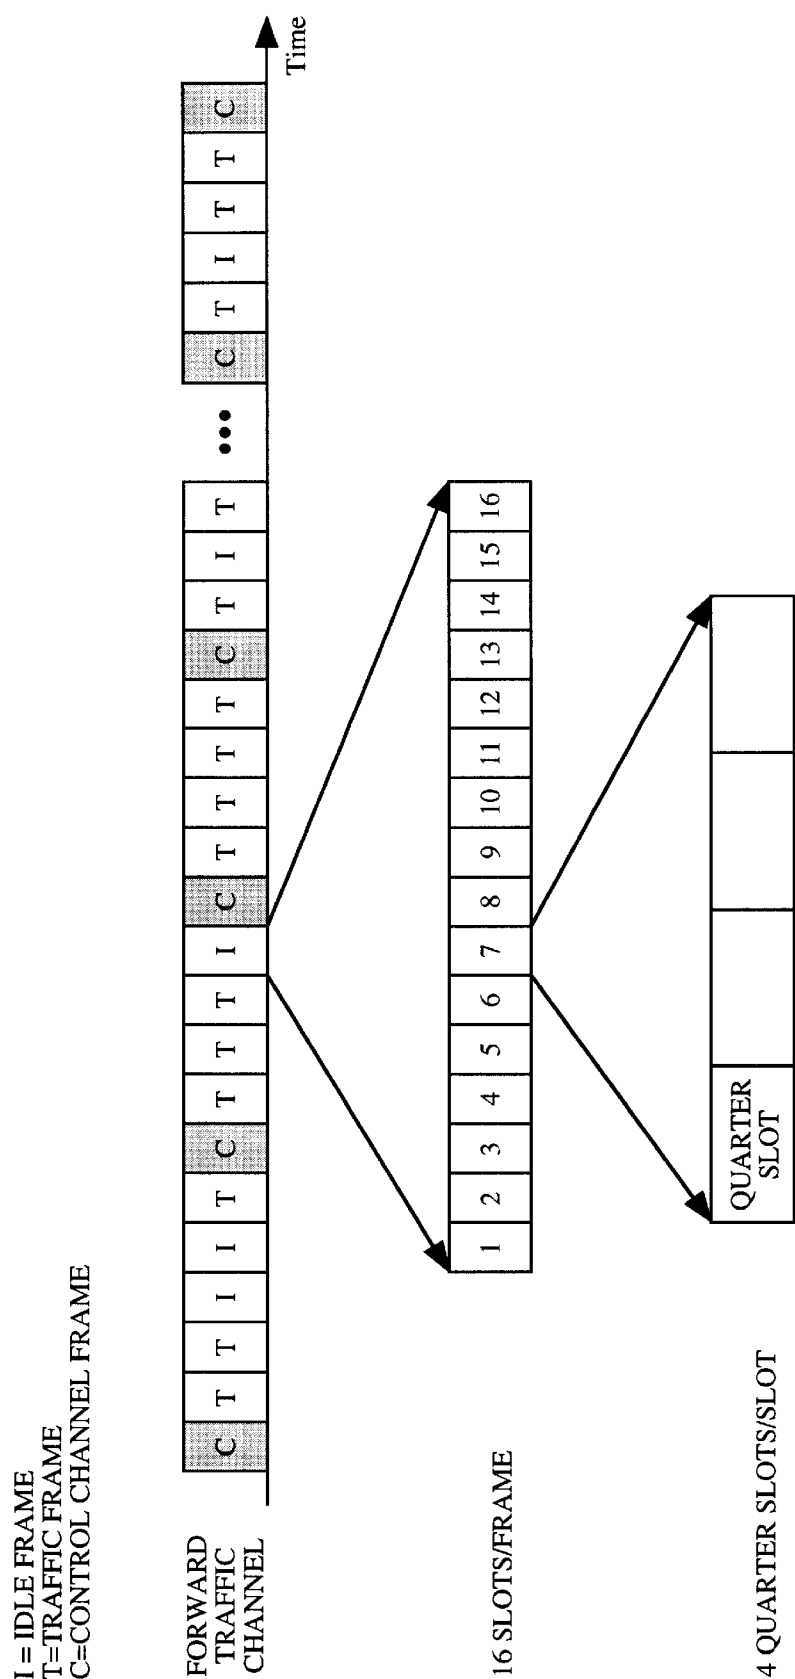 I = IDLE FRAME
T=TRAFFIC FRAME
C=CONTROL CHANNEL FRAME
FORWARD
TRAFFIC
CHANNEL
C T T I I T C T T T I C T T T T C T I T ••• C T I T T C
Time
16 SLOTS/FRAME
1 2 3 4 5 6 7 8 9 10 11 12 13 14 15 16
QUARTER
SLOT
4 QUARTER SLOTS/SLOT